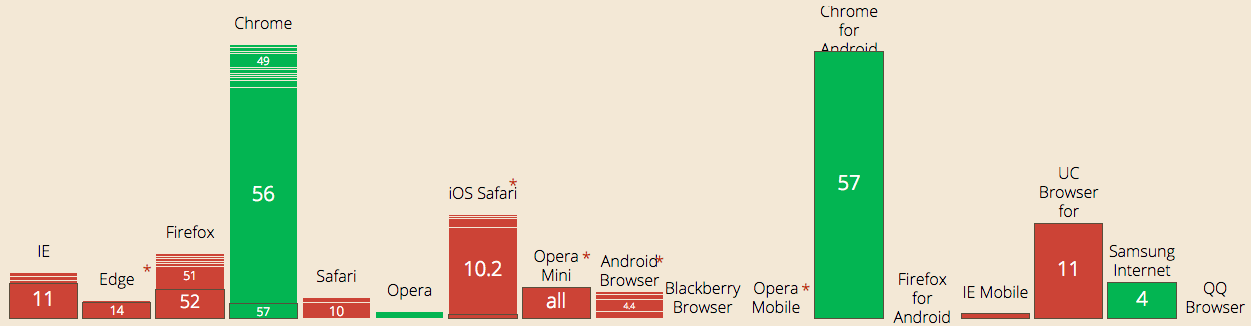 IE
11
Edge *
14
Firefox
51
52
Chrome
49
56
57
Safari
10
Opera
iOS Safari *
10.2
Opera *
Mini
all
Android *
Browser
4.4
Blackberry
Browser
Opera *
Mobile
Chrome
for
Android
57
Firefox
for
Android
IE Mobile
UC
Browser
for
11
Samsung
Internet
4
QQ
Browser